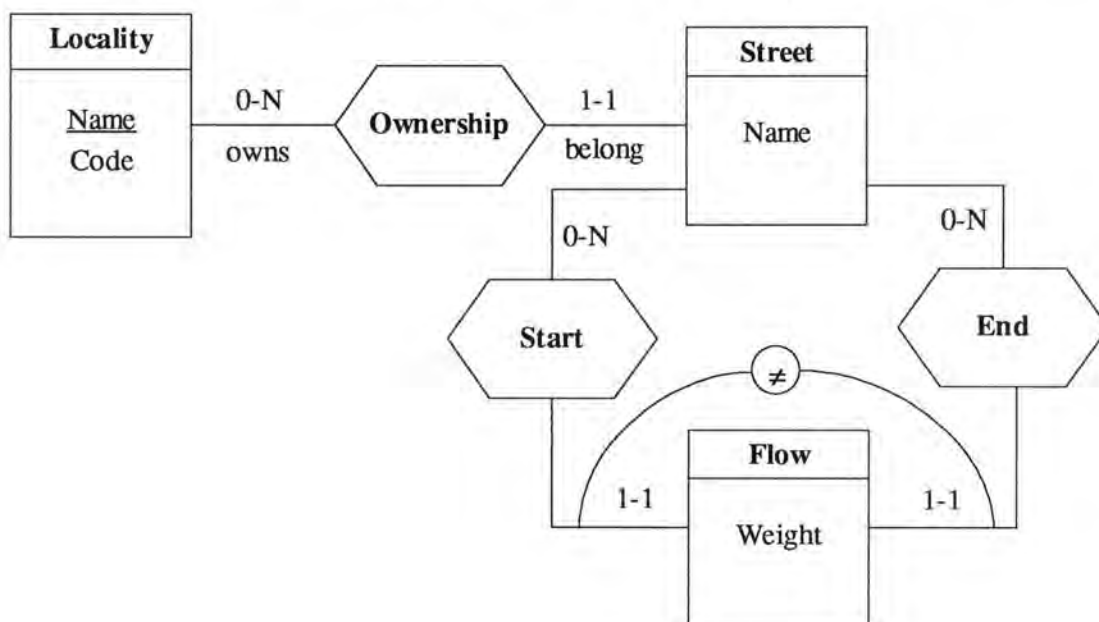 Locality
Name
Code
0-N
owns
Ownership
1-1
belong
Street
Name
0-N
0-N
Start
End
≠
Flow
1-1
1-1
Weight